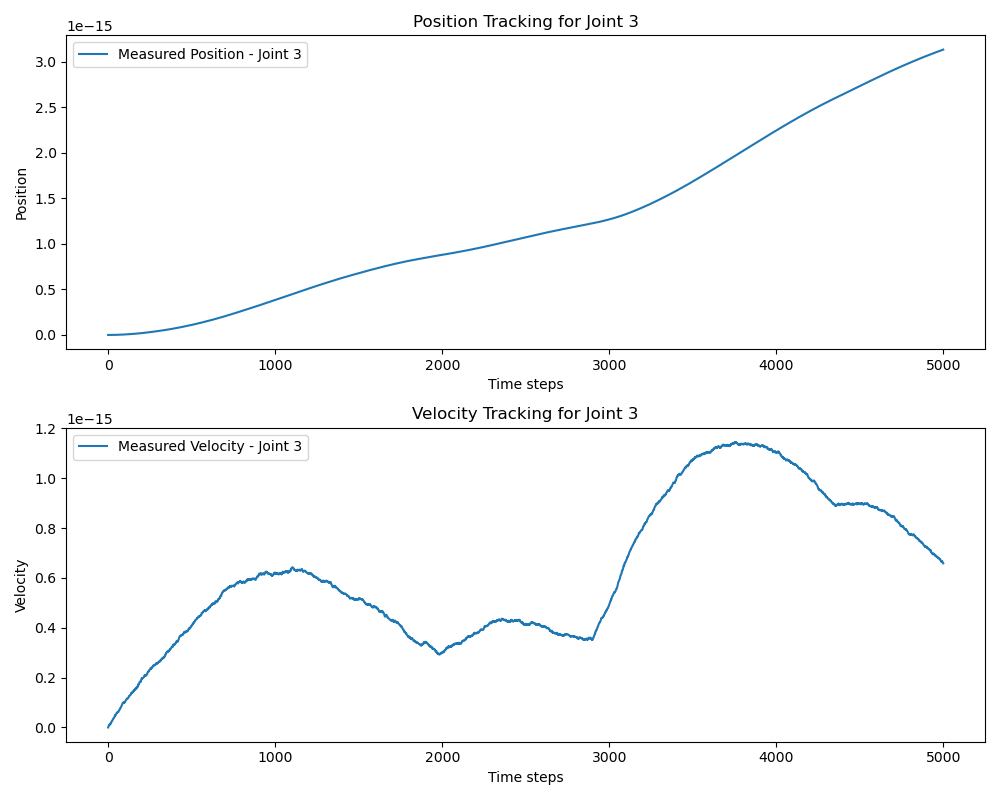 Position Tracking for Joint 3
1e−15
Measured Position - Joint 3
3.0
2.5
2.0
1.5
1.0
0.5
0.0
Position
0 1000 2000 3000 4000 5000
Time steps
Velocity Tracking for Joint 3
1e−15
Measured Velocity - Joint 3
1.2
1.0
0.8
0.6
0.4
0.2
0.0
Velocity
0 1000 2000 3000 4000 5000
Time steps